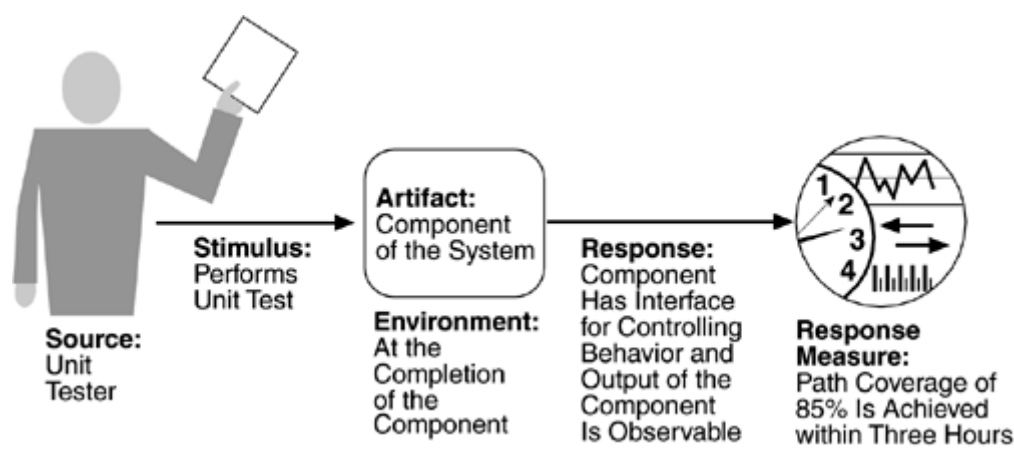 Source:
Unit
Tester
Stimulus:
Performs
Unit Test
Artifact:
Component
of the System
Environment:
At the
Completion
of the
Component
Response:
Component
Has Interface
for Controlling
Behavior and
Output of the
Component
Is Observable
1
2
3
4
Response
Measure:
Path Coverage of
85% Is Achieved
within Three Hours